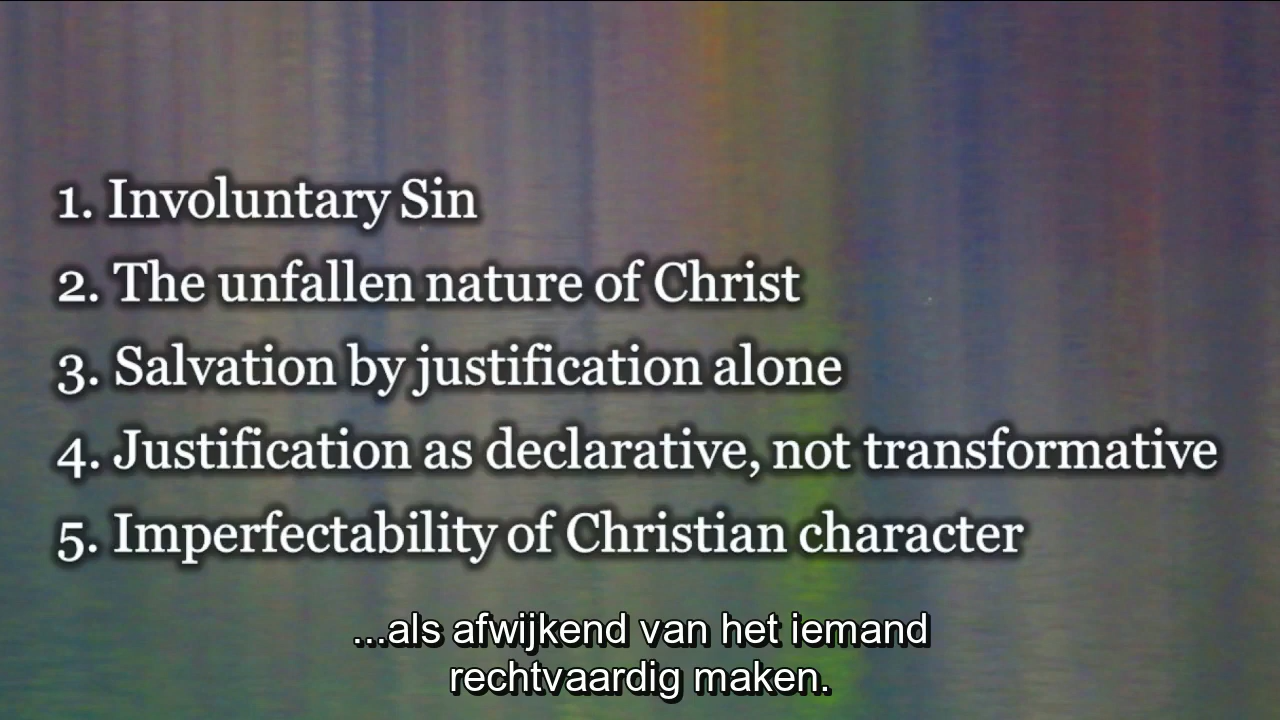 1. Involuntary Sin
2. The unfallen nature of Christ
3. Salvation by justification alone
4. Justification as declarative, not transformative
5. Imperfectability of Christian character
...als afwijkend van het iemand
rechtvaardig maken.